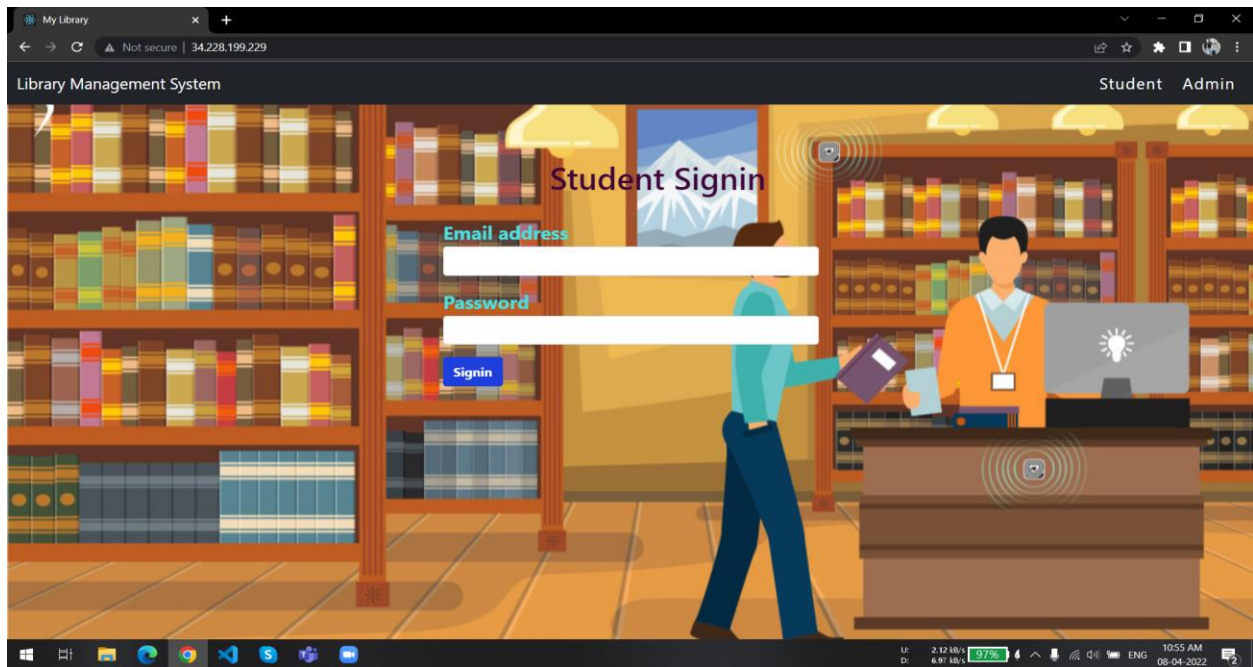 My Library
Not secure | 34.228.199.229
Library Management System
Student Admin
Student Signin
Email address
Password
Signin
U: 2.12 kB/s
D: 6.97 kB/s
97%
ENG
10:55 AM
08-04-2022
2